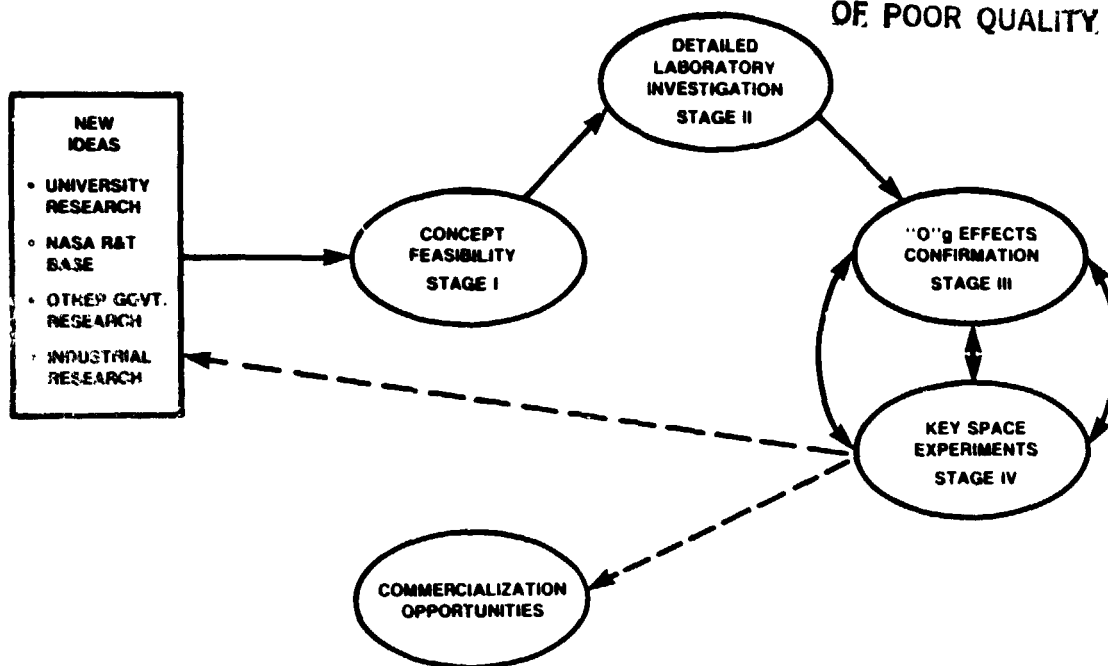 OF POOR QUALITY
NEW
IDEAS
• UNIVERSITY
RESEARCH
• NASA R&T
BASE
• OTHER GOVT.
RESEARCH
• INDUSTRIAL
RESEARCH
CONCEPT
FEASIBILITY
STAGE I
DETAILED
LABORATORY
INVESTIGATION
STAGE II
"O"g EFFECTS
CONFIRMATION
STAGE III
KEY SPACE
EXPERIMENTS
STAGE IV
COMMERCIALIZATION
OPPORTUNITIES